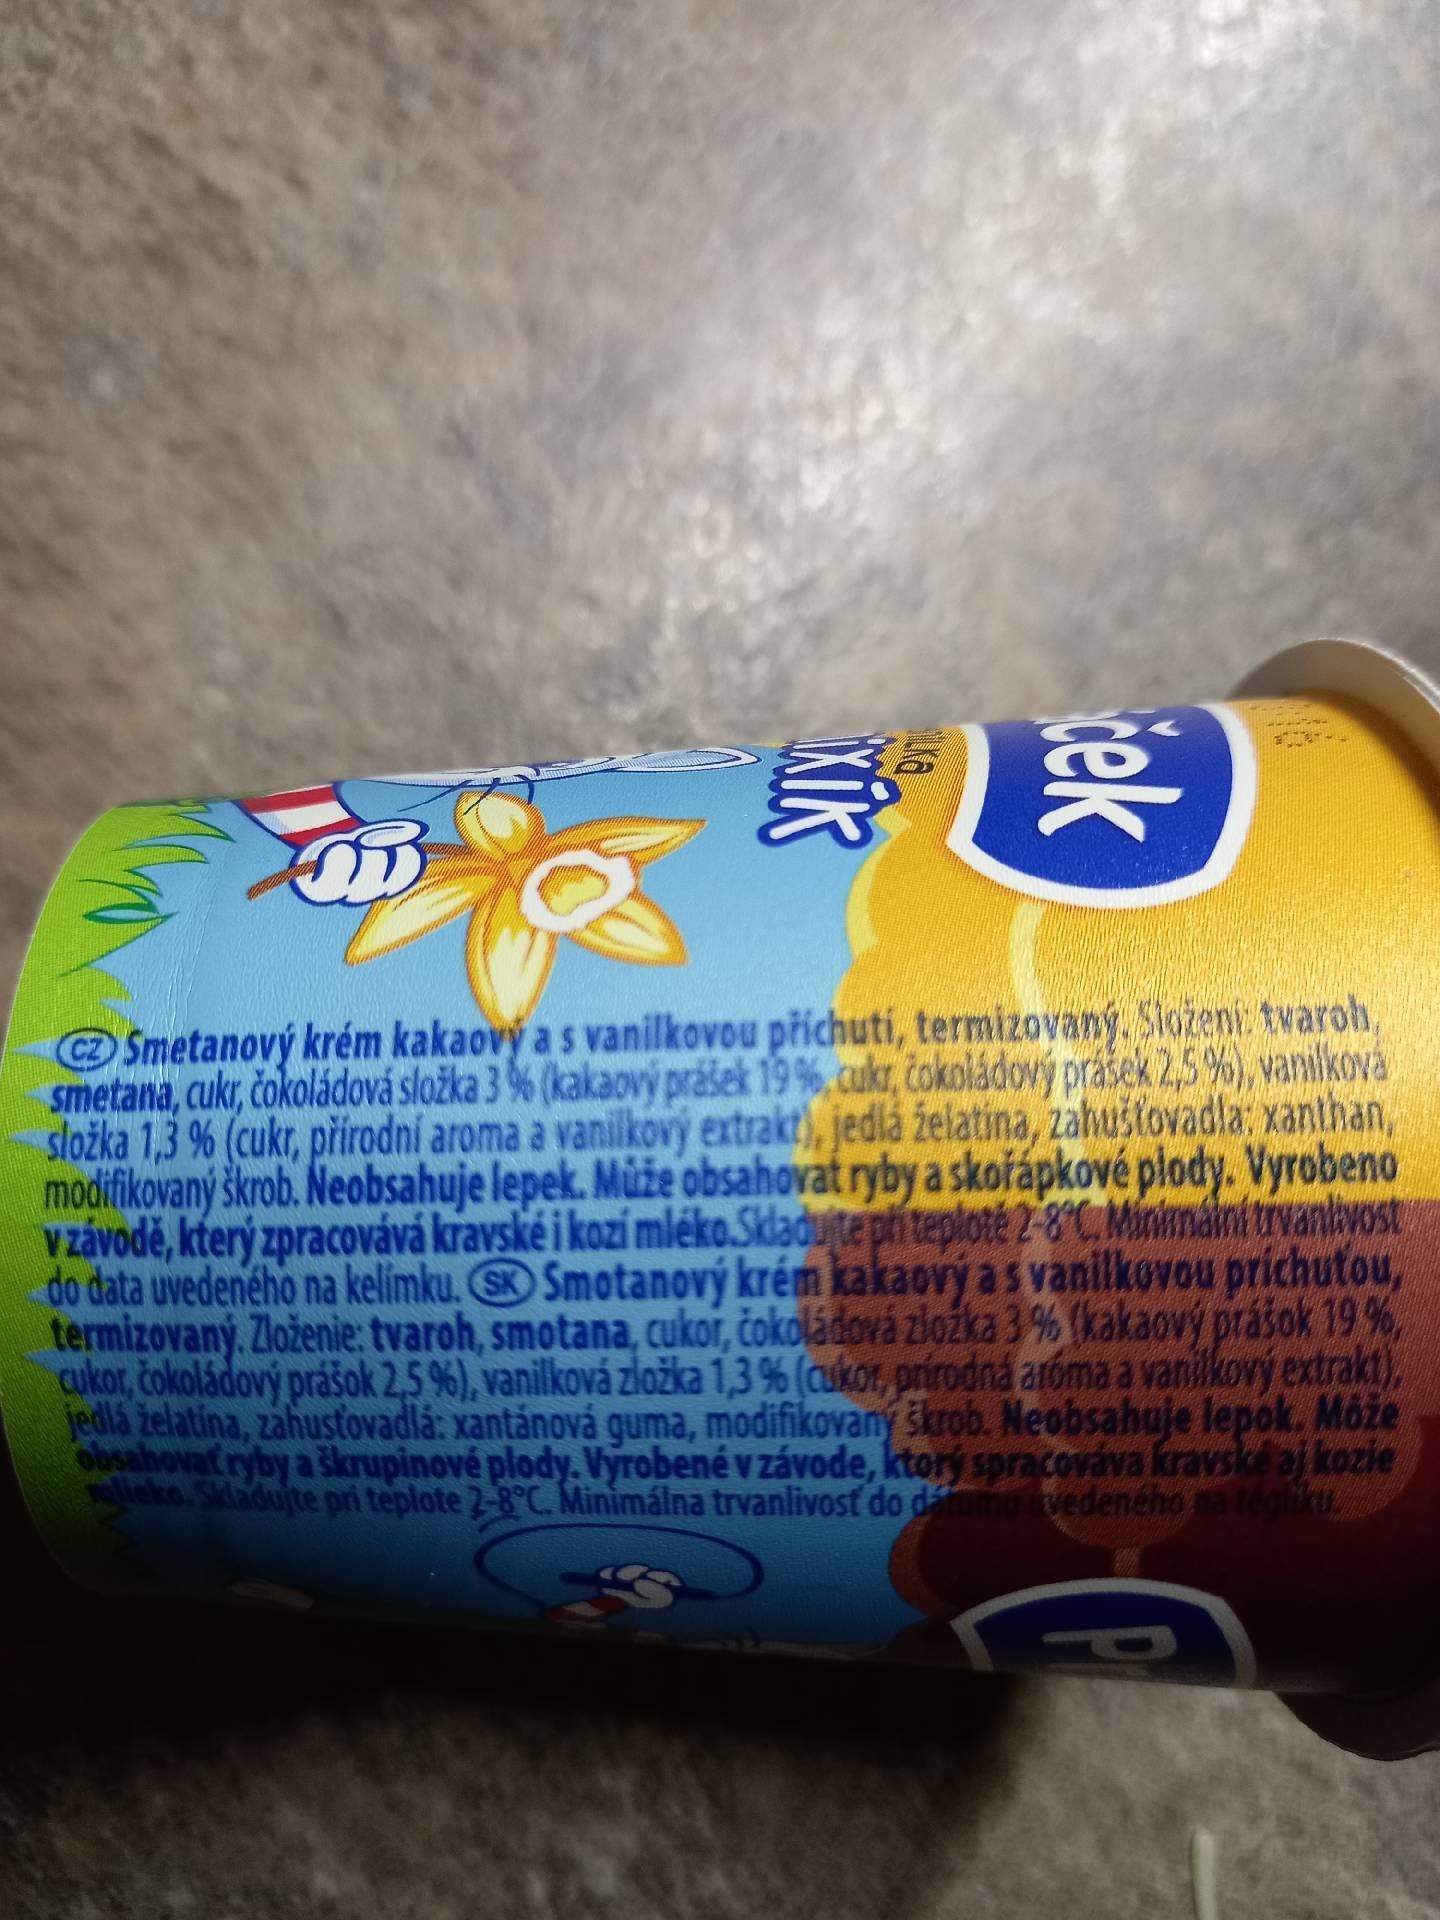 ček
nilka
ixík
CZ Smetanový krém kakaový a s vanilkovou příchutí, termizovaný. Složení: tvaroh,
smetana, cukr, čokoládová složka 3 % (kakaový prášek 19 %, cukr, čokoládový prášek 2,5 %), vanilková
složka 1,3 % (cukr, přírodní aroma a vanilkový extrakt), jedlá želatina, zahušťovadla: xanthan,
modifikovaný škrob. Neobsahuje lepek. Může obsahovat ryby a skořápkové plody. Vyrobeno
v závodě, který zpracovává kravské i kozí mléko. Skladujte při teplotě 2-8°C. Minimální trvanlivost
do data uvedeného na kelímku. SK Smotanový krém kakaový a s vanilkovou príchuťou,
termizovaný. Zloženie: tvaroh, smotana, cukor, čokoládová zložka 3 % (kakaový prášok 19 %,
cukor, čokoládový prášok 2,5 %), vanilková zložka 1,3 % (cukor, prírodná aróma a vanilkový extrakt),
jedlá želatína, zahusťovadlá: xantánová guma, modifikovaný škrob. Neobsahuje lepok. Môže
obsahovať ryby a škrupinové plody. Vyrobené v závode, ktorý spracováva kravské aj kozie
mlieko. Skladujte pri teplote 2-8°C. Minimálna trvanlivosť do dátumu uvedeného na tégliku.
Pr